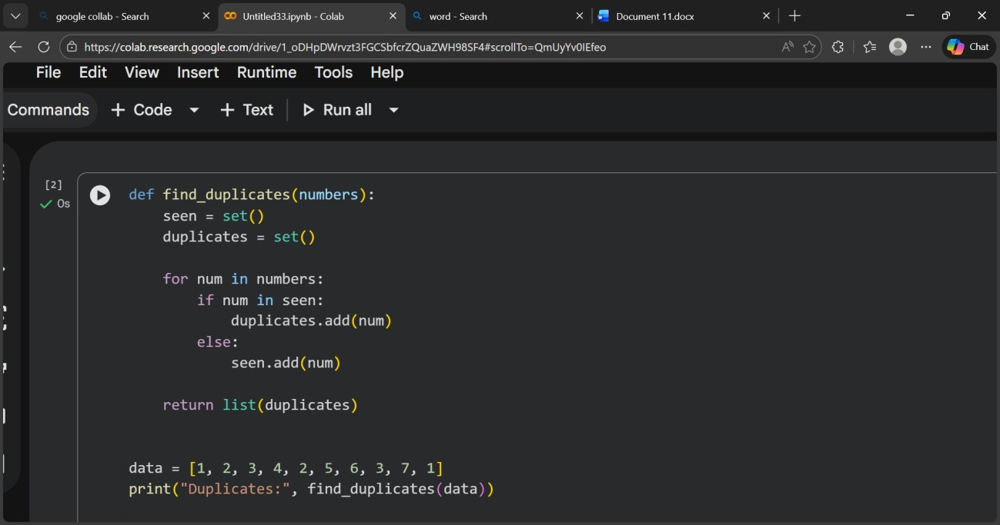 google collab - Search
Untitled33.ipynb - Colab
word - Search
Document 11.docx
https://colab.research.google.com/drive/1_oDHpDWrvzt3FGCSbfcrZQuaZWH98SF4#scrollTo=QmUyYv0IEfeo
Chat
File Edit View Insert Runtime Tools Help
Commands + Code + Text Run all
[2]
0s
def find_duplicates(numbers):
    seen = set()
    duplicates = set()
    for num in numbers:
        if num in seen:
            duplicates.add(num)
        else:
            seen.add(num)
    return list(duplicates)
data = [1, 2, 3, 4, 2, 5, 6, 3, 7, 1]
print("Duplicates:", find_duplicates(data))